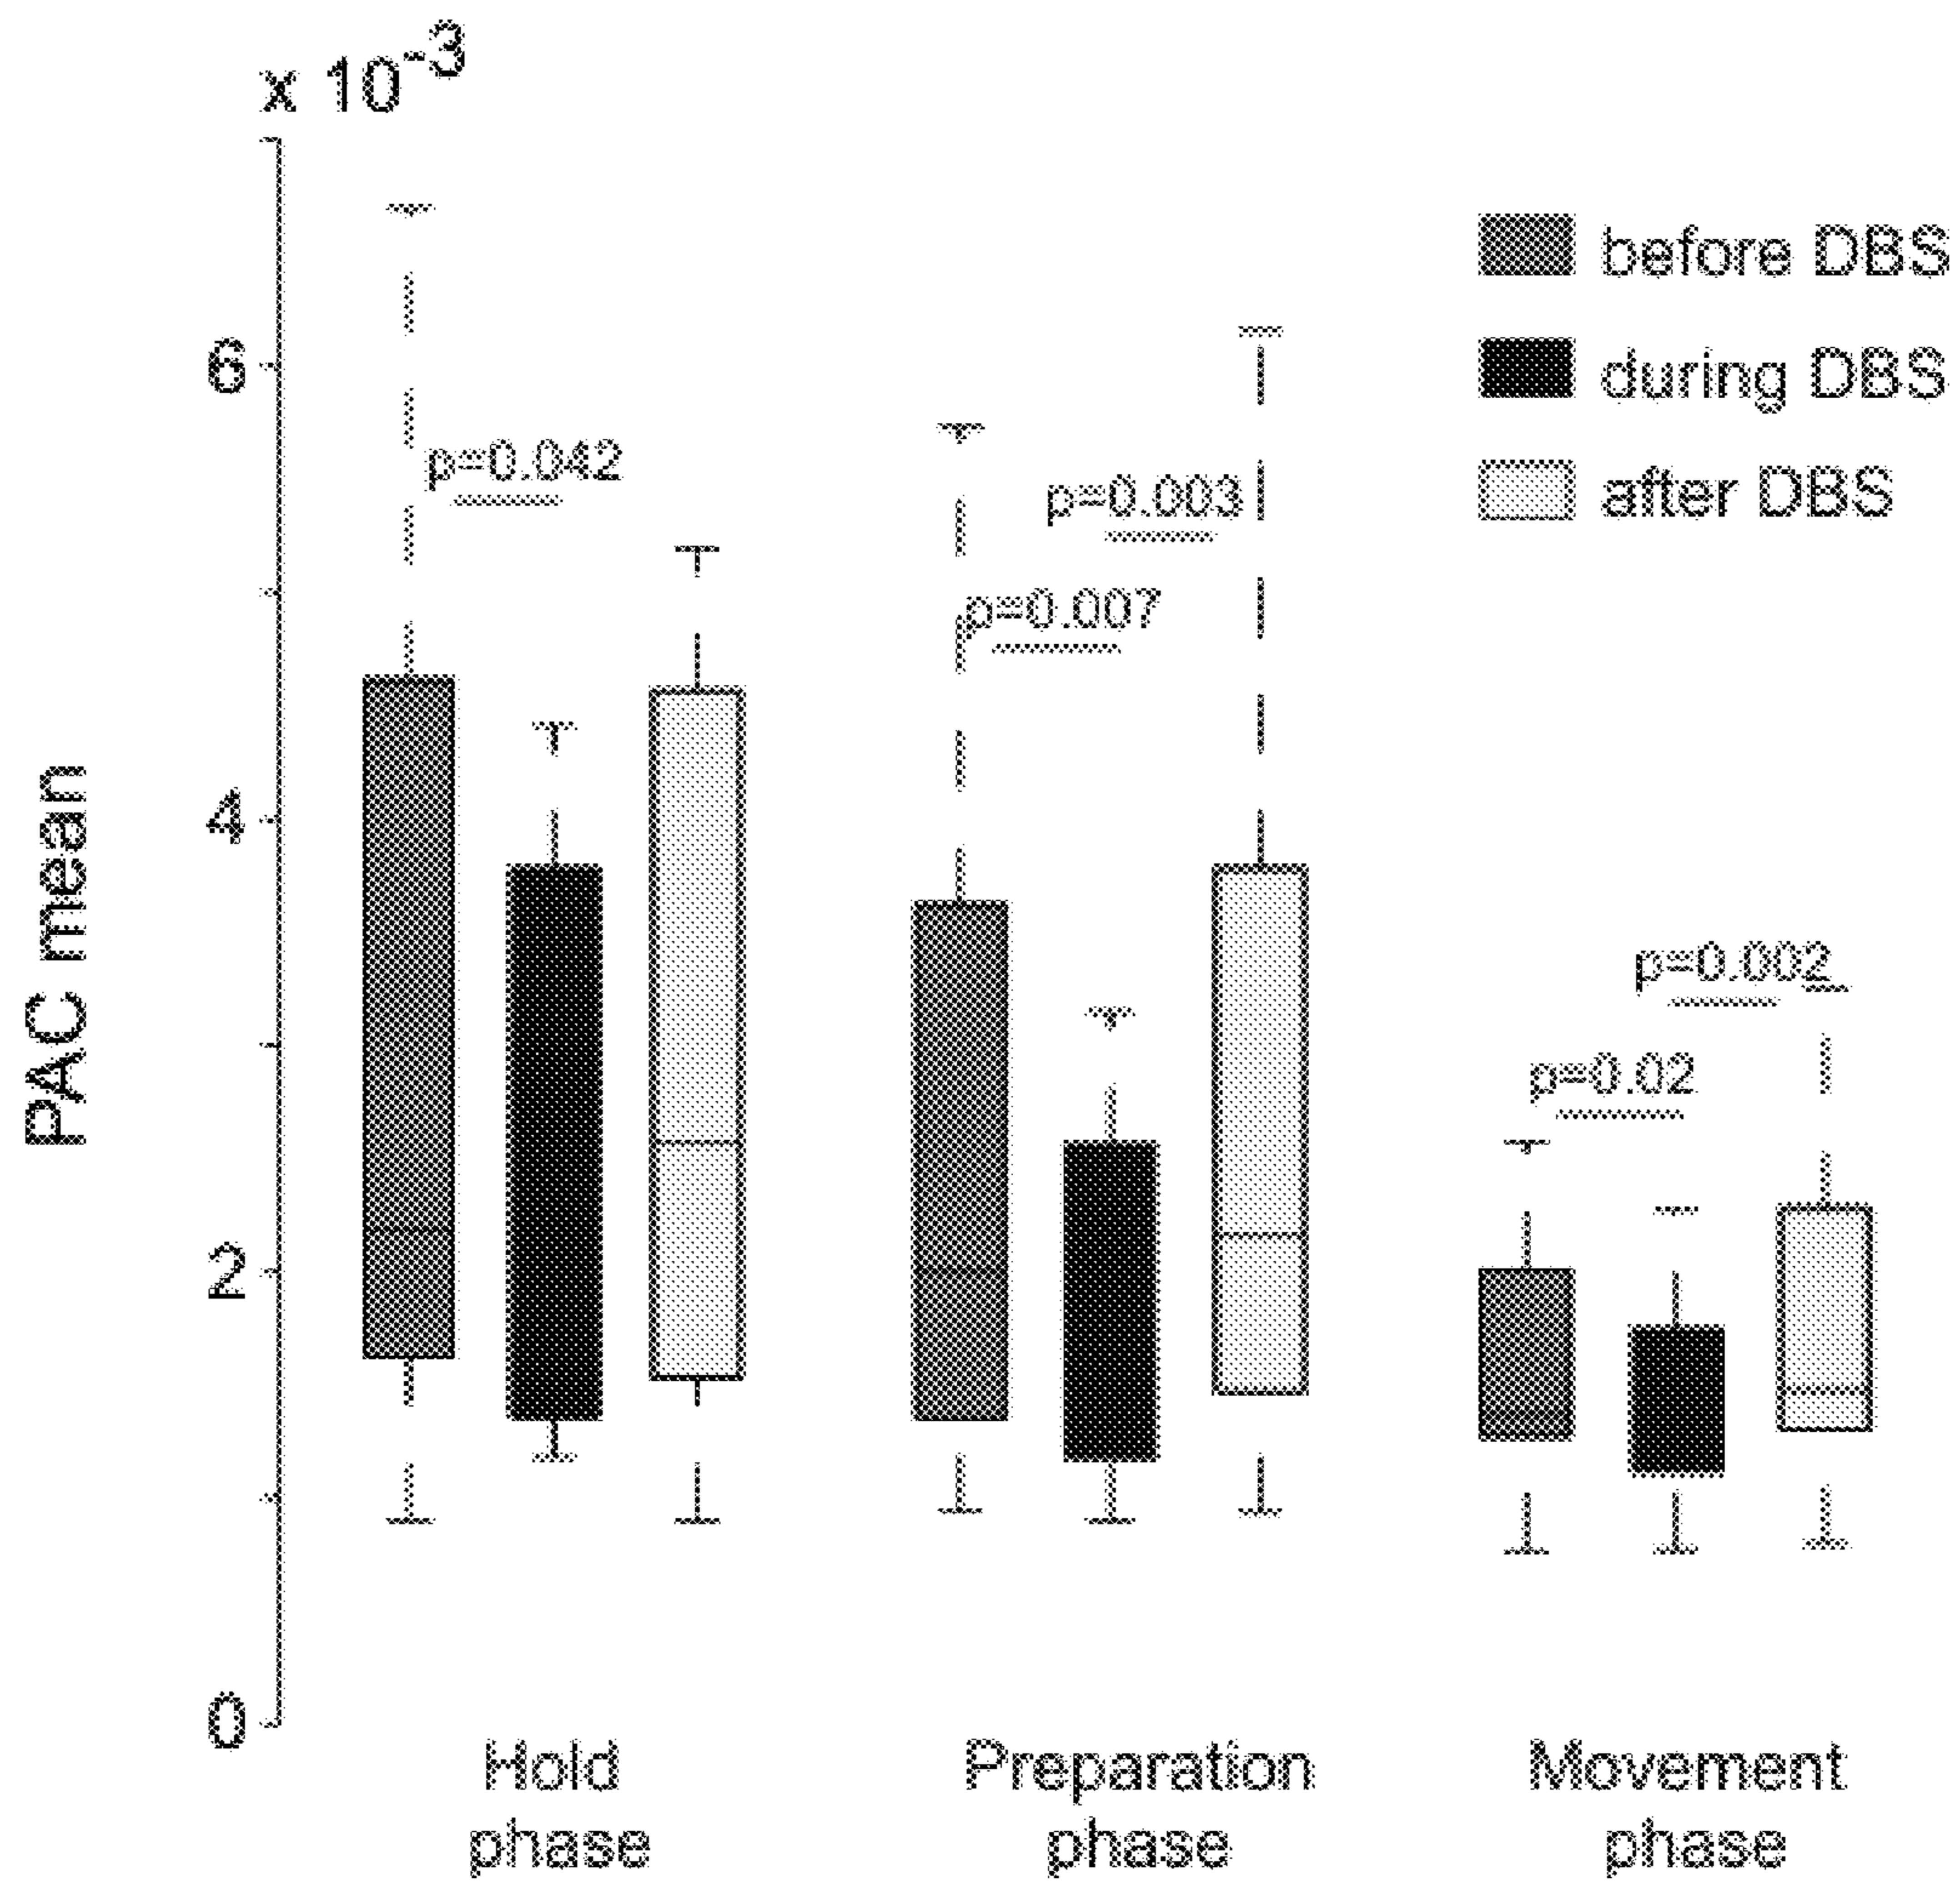 x 10-3
6
4
2
0
PAC mean
before DBS
during DBS
after DBS
p=0.042
p=0.003
p=0.007
p=0.002
p=0.02
Hold
phase
Preparation
phase
Movement
phase